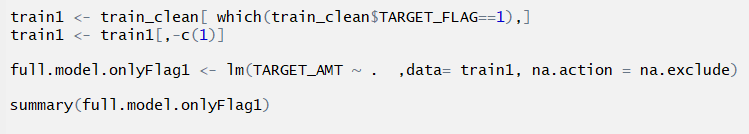 train1 <- train_clean[ which(train_clean$TARGET_FLAG==1),]
train1 <- train1[,-c(1)]
full.model.onlyFlag1 <- lm(TARGET_AMT ~ .  ,data= train1, na.action = na.exclude)
summary(full.model.onlyFlag1)